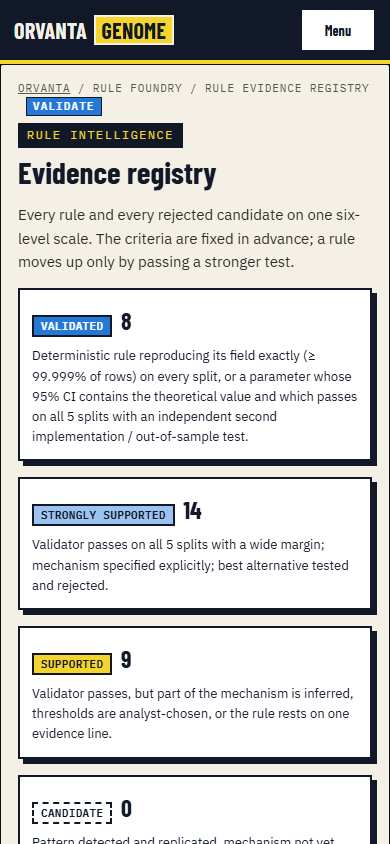 ORVANTA GENOME
Menu
ORVANTA / RULE FOUNDRY / RULE EVIDENCE REGISTRY
VALIDATE
RULE INTELLIGENCE
Evidence registry
Every rule and every rejected candidate on one six-
level scale. The criteria are fixed in advance; a rule
moves up only by passing a stronger test.
VALIDATED 8
Deterministic rule reproducing its field exactly (≥
99.999% of rows) on every split, or a parameter whose
95% CI contains the theoretical value and which passes
on all 5 splits with an independent second
implementation / out-of-sample test.
STRONGLY SUPPORTED 14
Validator passes on all 5 splits with a wide margin;
mechanism specified explicitly; best alternative tested
and rejected.
SUPPORTED 9
Validator passes, but part of the mechanism is inferred,
thresholds are analyst-chosen, or the rule rests on one
evidence line.
CANDIDATE 0
Pattern detected and replicated, mechanism not yet